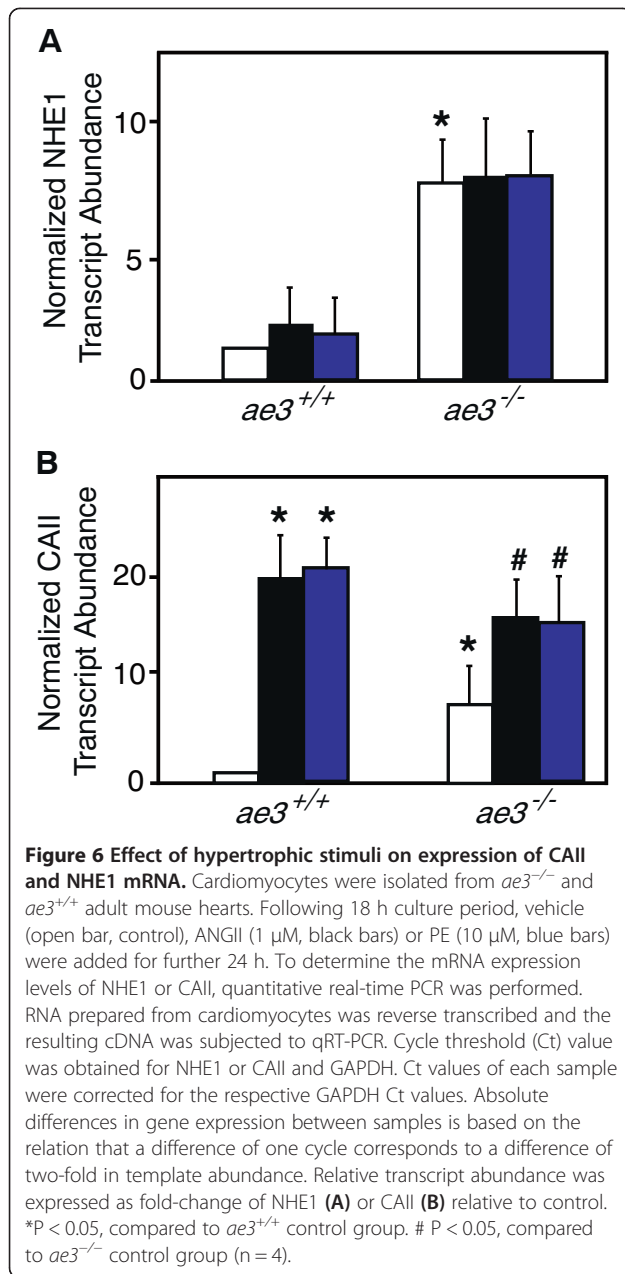 A
Normalized NHE1
Transcript Abundance
10
5
0
*
ae3+/+
ae3-/-
B
Normalized CAII
Transcript Abundance
20
10
0
* *
*
# #
ae3+/+
ae3-/-
Figure 6 Effect of hypertrophic stimuli on expression of CAII
and NHE1 mRNA. Cardiomyocytes were isolated from ae3−/− and
ae3+/+ adult mouse hearts. Following 18 h culture period, vehicle
(open bar, control), ANGII (1 μM, black bars) or PE (10 μM, blue bars)
were added for further 24 h. To determine the mRNA expression
levels of NHE1 or CAII, quantitative real-time PCR was performed.
RNA prepared from cardiomyocytes was reverse transcribed and the
resulting cDNA was subjected to qRT-PCR. Cycle threshold (Ct) value
was obtained for NHE1 or CAII and GAPDH. Ct values of each sample
were corrected for the respective GAPDH Ct values. Absolute
differences in gene expression between samples is based on the
relation that a difference of one cycle corresponds to a difference of
two-fold in template abundance. Relative transcript abundance was
expressed as fold-change of NHE1 (A) or CAII (B) relative to control.
*P < 0.05, compared to ae3+/+ control group. # P < 0.05, compared
to ae3−/− control group (n = 4).